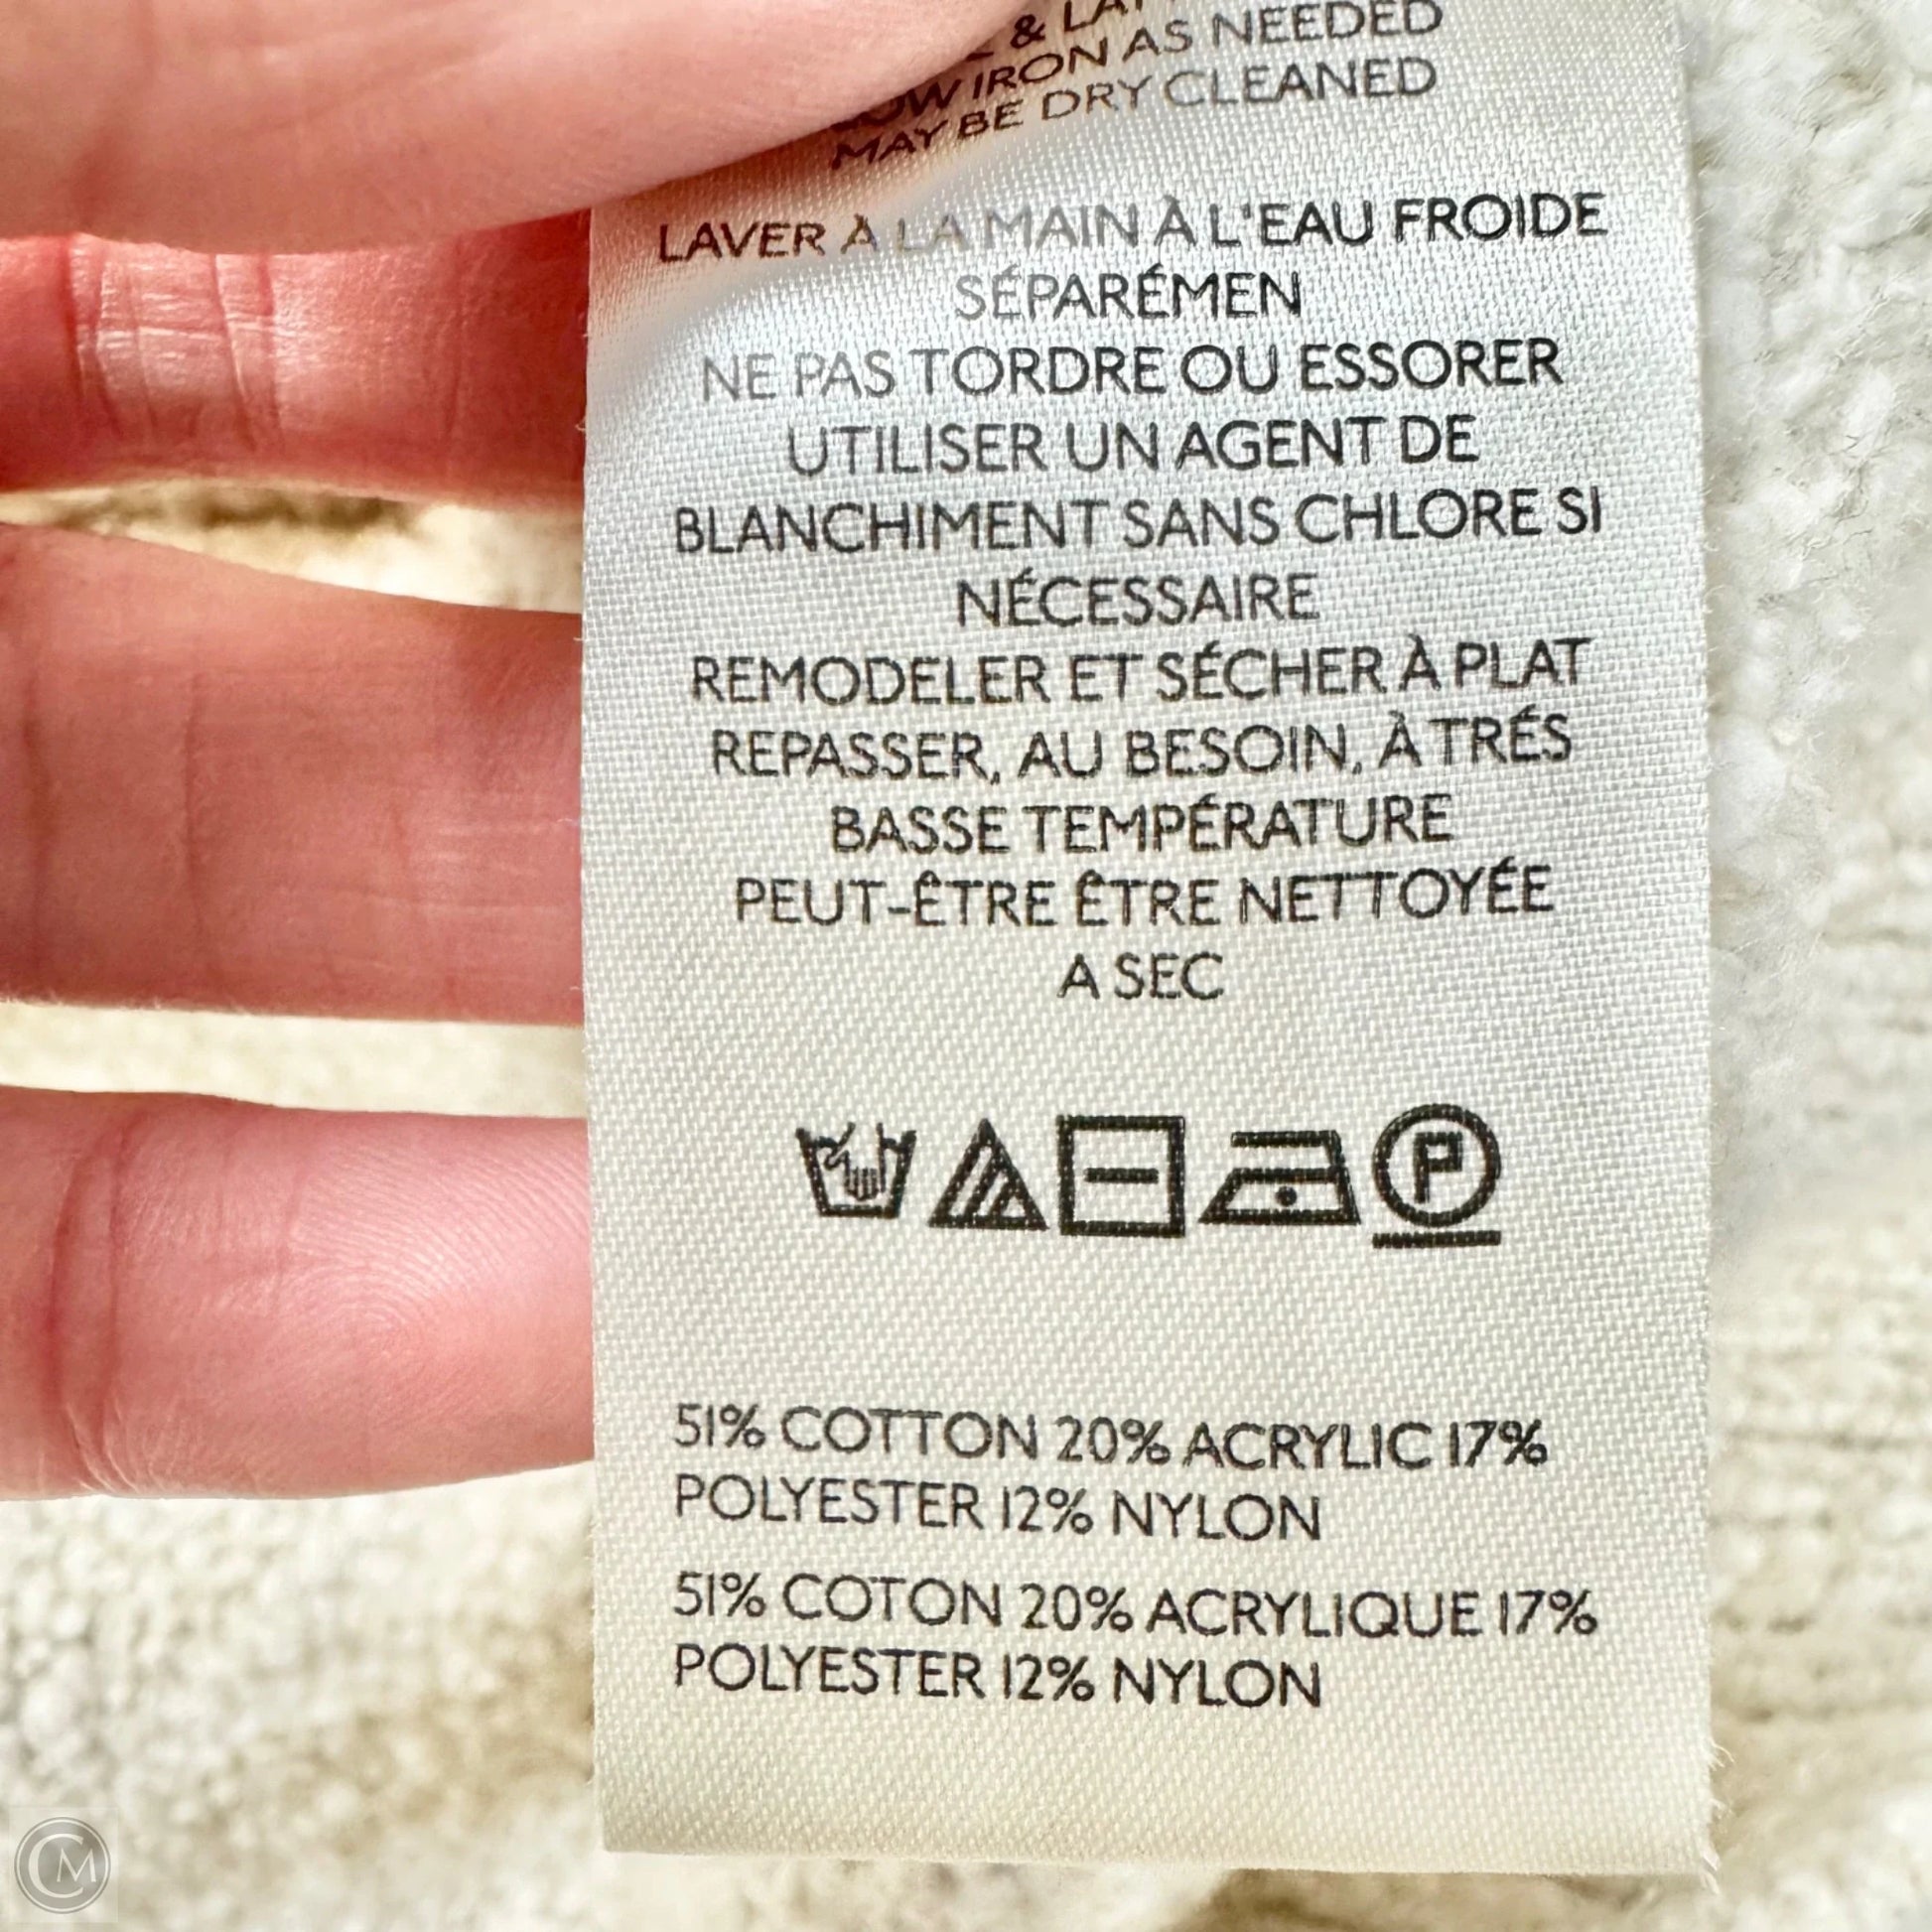 & LAY
LOW IRON AS NEEDED
MAY BE DRY CLEANED
LAVER À LA MAIN À L'EAU FROIDE
SÉPARÉMEN
NE PAS TORDRE OU ESSORER
UTILISER UN AGENT DE
BLANCHIMENT SANS CHLORE SI
NÉCESSAIRE
REMODELER ET SÉCHER À PLAT
REPASSER, AU BESOIN, À TRÉS
BASSE TEMPÉRATURE
PEUT-ÊTRE ÊTRE NETTOYÉE
A SEC
P
51% COTTON 20% ACRYLIC 17%
POLYESTER 12% NYLON
51% COTON 20% ACRYLIQUE 17%
POLYESTER 12% NYLON
CM